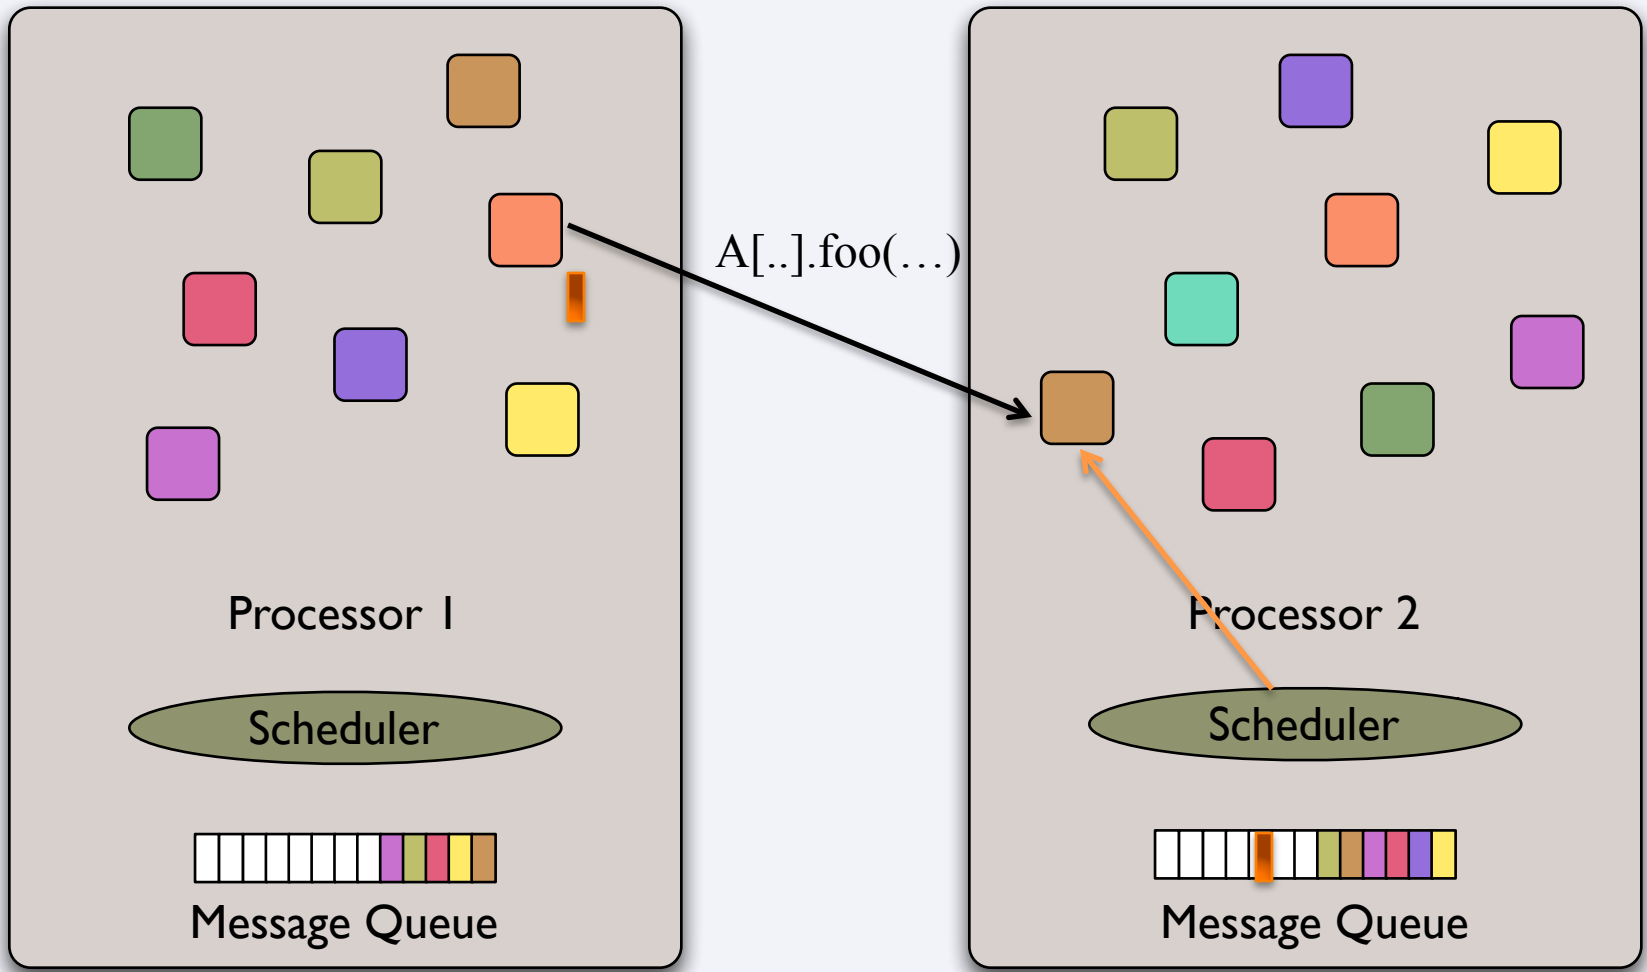 A[..].foo(…)
Processor 1
Processor 2
Scheduler
Scheduler
Message Queue
Message Queue